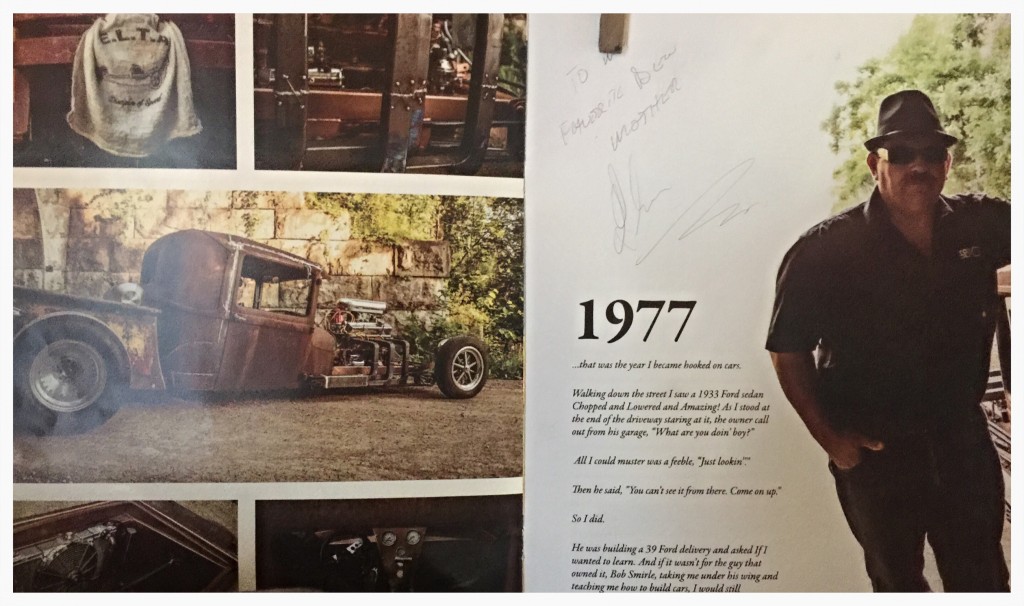 E.L.T.A
Disciple of Speed
TO
FAVORITE DEN
MOTHER
1977
...that was the year I became hooked on cars.
Walking down the street I saw a 1933 Ford sedan
Chopped and Lowered and Amazing! As I stood at
the end of the driveway staring at it, the owner call
out from his garage, "What are you doin' boy?"
All I could muster was a feeble, "Just lookin'."
Then he said, "You can't see it from there. Come on up."
So I did.
He was building a 39 Ford delivery and asked If I
wanted to learn. And if it wasn't for the guy that
owned it, Bob Smirle, taking me under his wing and
teaching me how to build cars, I would still